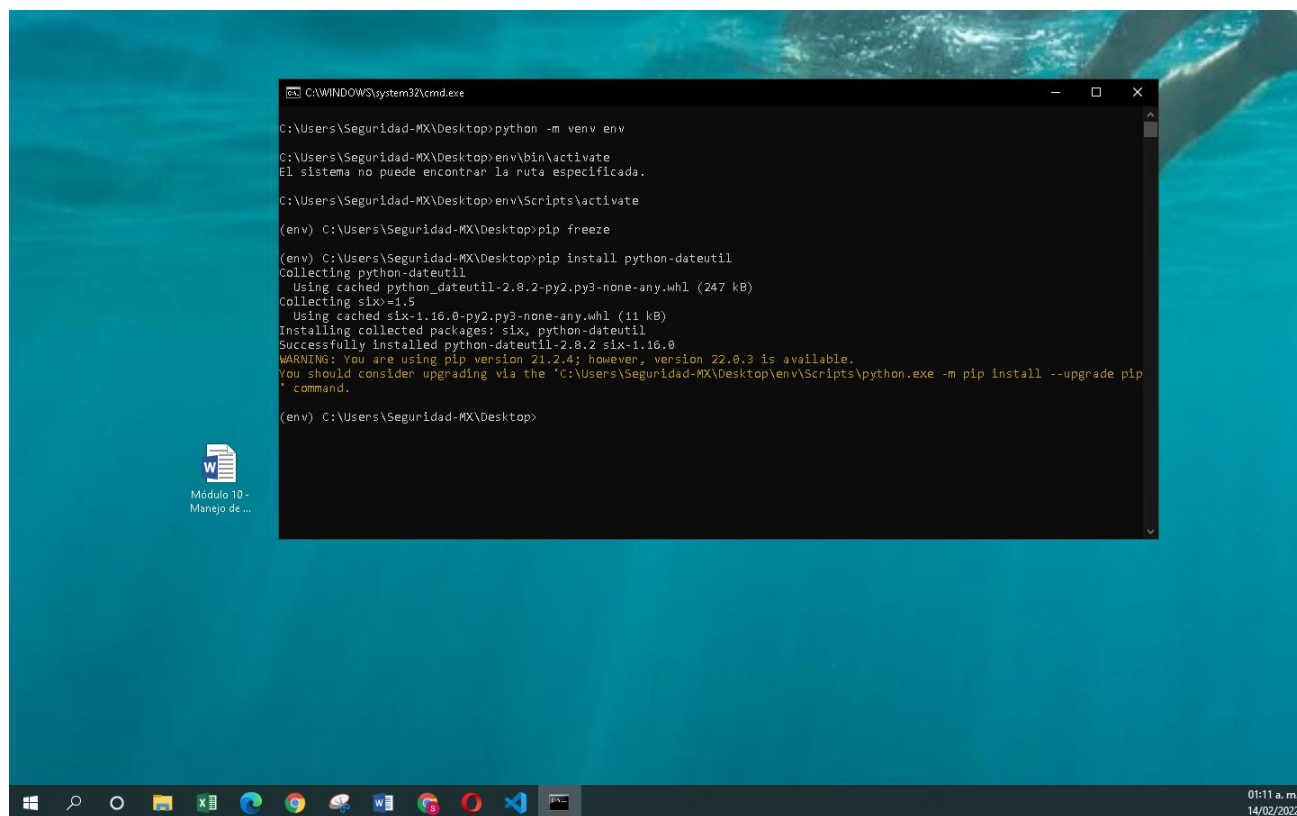 C:\WINDOWS\system32\cmd.exe
C:\Users\Seguridad-MX\Desktop>python -m venv env
C:\Users\Seguridad-MX\Desktop>env\bin\activate
El sistema no puede encontrar la ruta especificada.
C:\Users\Seguridad-MX\Desktop>env\Scripts\activate
(env) C:\Users\Seguridad-MX\Desktop>pip freeze
(env) C:\Users\Seguridad-MX\Desktop>pip install python-dateutil
Collecting python-dateutil
  Using cached python_dateutil-2.8.2-py2.py3-none-any.whl (247 kB)
Collecting six>=1.5
  Using cached six-1.16.0-py2.py3-none-any.whl (11 kB)
Installing collected packages: six, python-dateutil
Successfully installed python-dateutil-2.8.2 six-1.16.0
WARNING: You are using pip version 21.2.4; however, version 22.0.3 is available.
You should consider upgrading via the 'C:\Users\Seguridad-MX\Desktop\env\Scripts\python.exe -m pip install --upgrade pip
' command.
(env) C:\Users\Seguridad-MX\Desktop>
Módulo 10 -
Manejo de ...
01:11 a. m.
14/02/2022